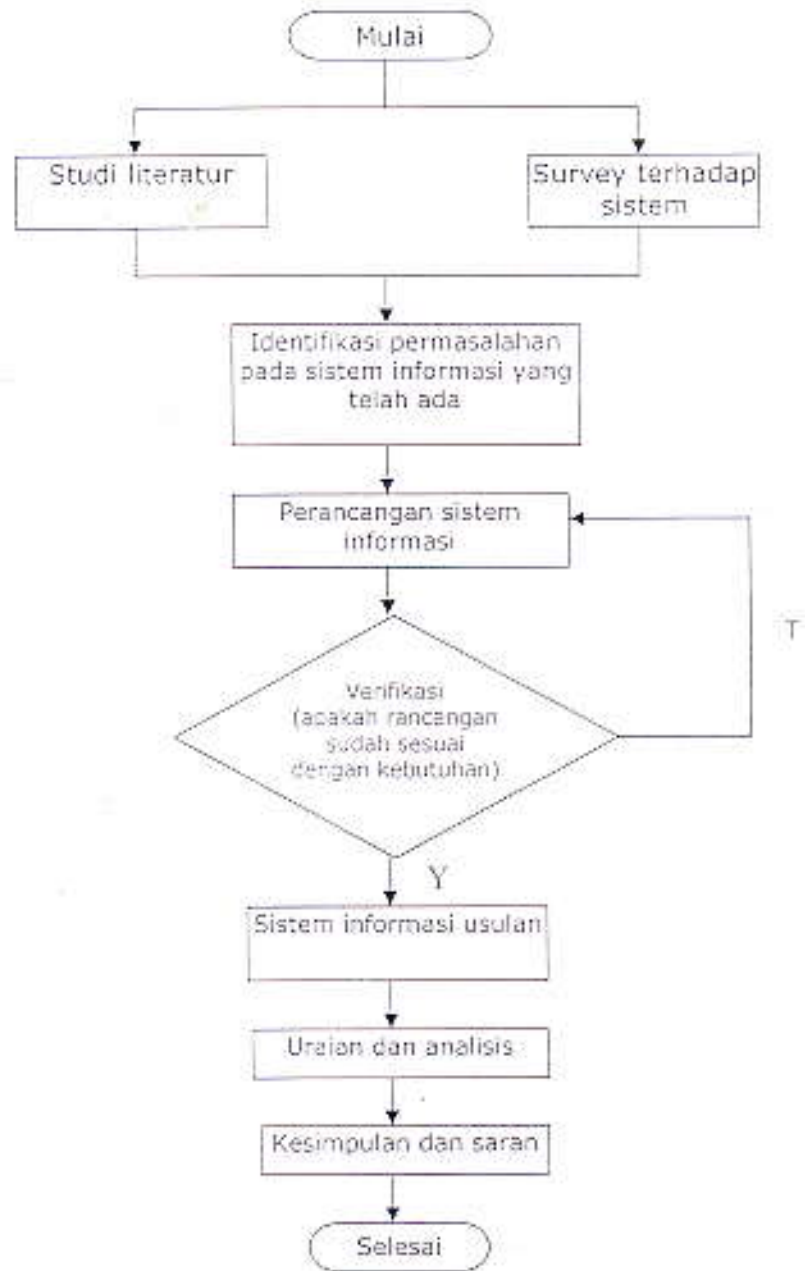 Mulai
Studi literatur
Survey terhadap
sistem
Identifikasi permasalahan
pada sistem informasi yang
telah ada
Perancangan sistem
informasi
T
Verifikasi
(apakah rancangan
sudah sesuai
dengan kebutuhan)
Y
Sistem informasi usulan
Uraian dan analisis
Kesimpulan dan saran
Selesai